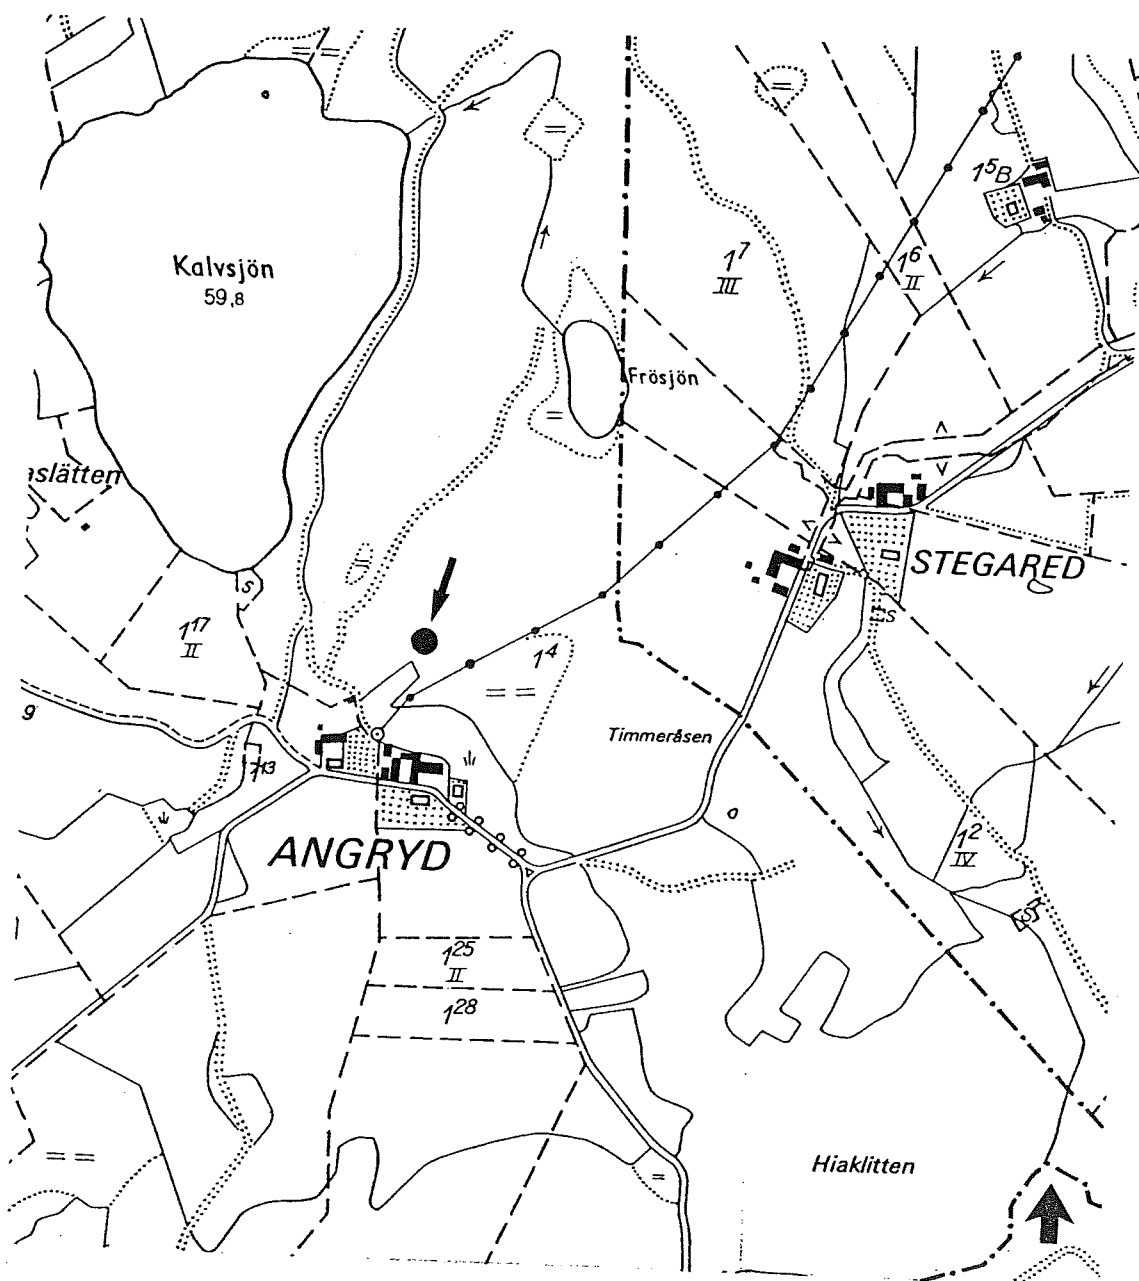 1⁵B
Kalvsjön
59,8
1⁷
III
1⁶
II
Frösjön
STEGARED
S
1¹⁷
II
1⁴
S
g
Timmeråsen
ANGRYD
1²
IV
S
1²⁵
II
1²⁸
Hiaklitten